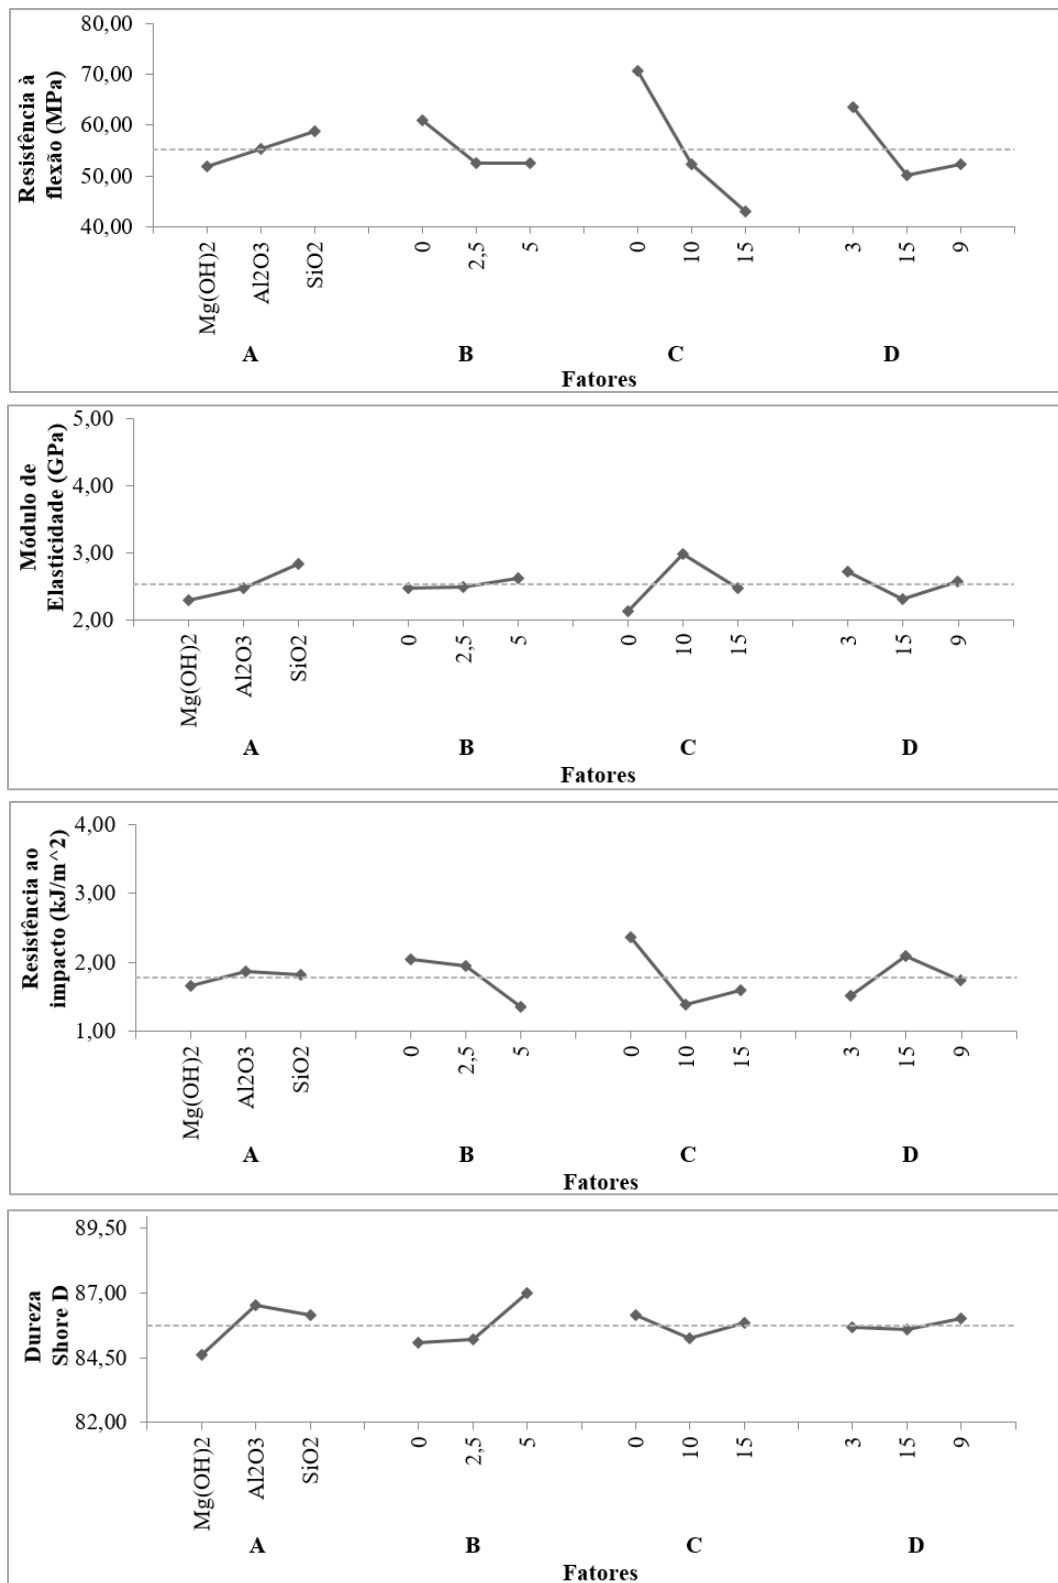 Resistência à
flexão (MPa)
80,00
70,00
60,00
50,00
40,00
Mg(OH)2
Al2O3
SiO2
0
2,5
5
0
10
15
3
15
9
A
B
C
D
Fatores
Módulo de
Elasticidade (GPa)
5,00
4,00
3,00
2,00
Mg(OH)2
Al2O3
SiO2
0
2,5
5
0
10
15
3
15
9
A
B
C
D
Fatores
Resistência ao
impacto (kJ/m^2)
4,00
3,00
2,00
1,00
Mg(OH)2
Al2O3
SiO2
0
2,5
5
0
10
15
3
15
9
A
B
C
D
Fatores
Dureza
Shore D
89,50
87,00
84,50
82,00
Mg(OH)2
Al2O3
SiO2
0
2,5
5
0
10
15
3
15
9
A
B
C
D
Fatores